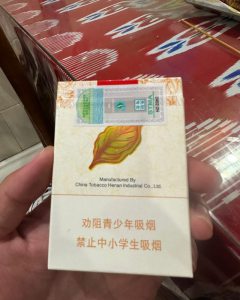 Manufactured By
China Tobacco Henan Industrial Co., Ltd.
劝阻青少年吸烟
禁止中小学生吸烟